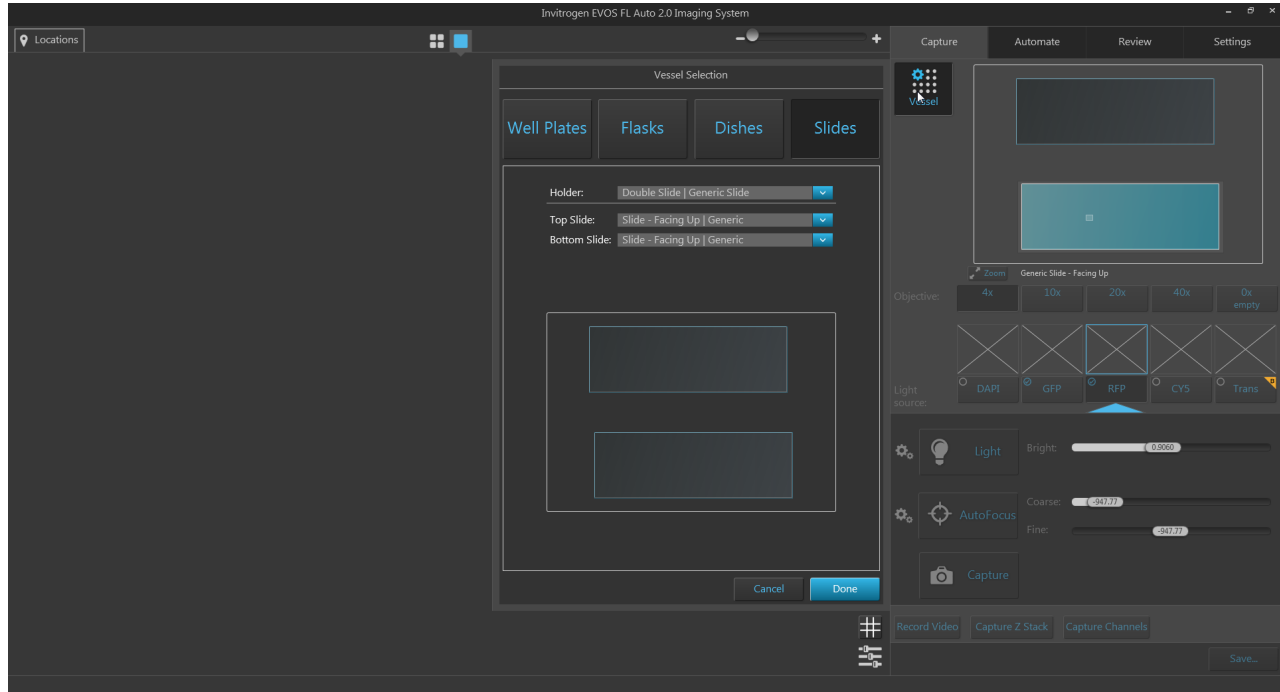 Invitrogen EVOS FL Auto 2.0 Imaging System
Locations
Capture Automate Review Settings
Vessel
Vessel Selection
Well Plates Flasks Dishes Slides
Holder: Double Slide | Generic Slide
Top Slide: Slide - Facing Up | Generic
Bottom Slide: Slide - Facing Up | Generic
Cancel Done
Zoom Generic Slide - Facing Up
Objective: 4x 10x 20x 40x 0x
empty
Light
source: DAPI GFP RFP CY5 Trans
Light Bright: 0.9060
AutoFocus Coarse: -947.77
Fine: -947.77
Capture
Record Video Capture Z Stack Capture Channels
Save...